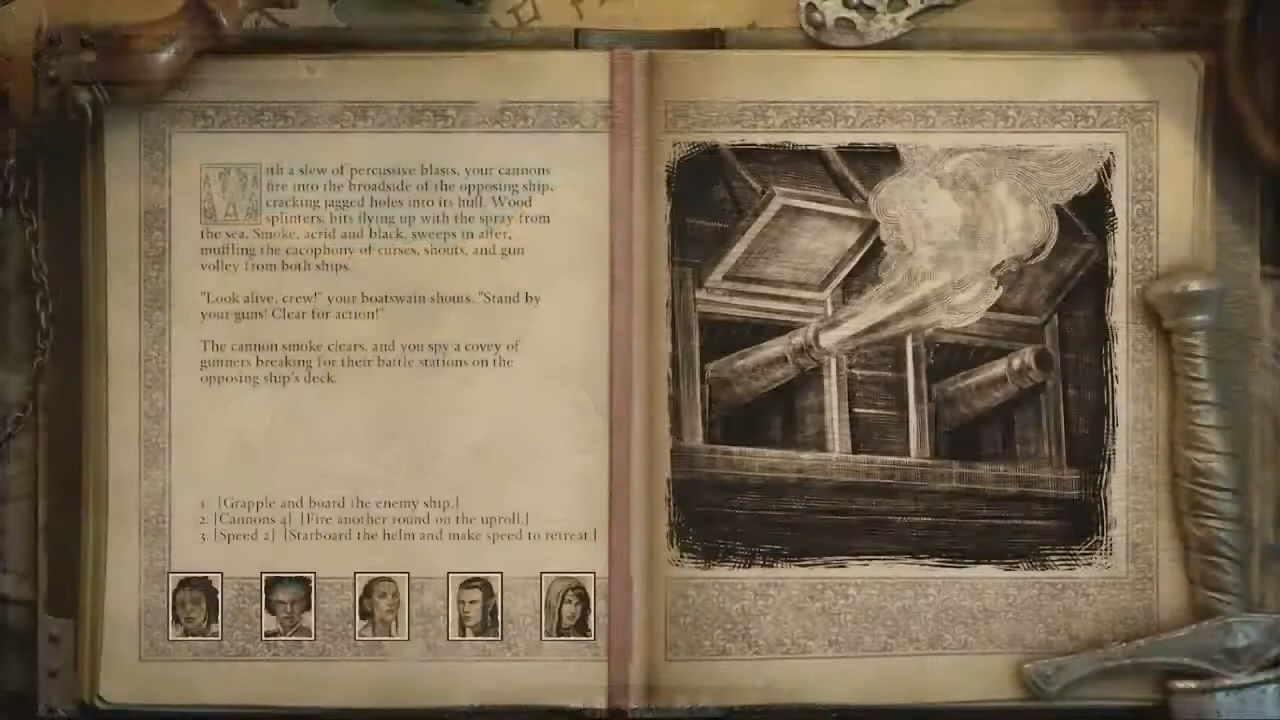 With a slew of percussive blasts, your cannons
fire into the broadside of the opposing ship,
cracking jagged holes into its hull. Wood
splinters, bits flying up with the spray from
the sea. Smoke, acrid and black, sweeps in after,
muffling the cacophony of curses, shouts, and gun
volley from both ships.
"Look alive, crew!" your boatswain shouts. "Stand by
your guns! Clear for action!"
The cannon smoke clears, and you spy a covey of
gunners breaking for their battle stations on the
opposing ship's deck.
1. [Grapple and board the enemy ship.]
2. [Cannons 4] [Fire another round on the uproll.]
3. [Speed 2] [Starboard the helm and make speed to retreat.]